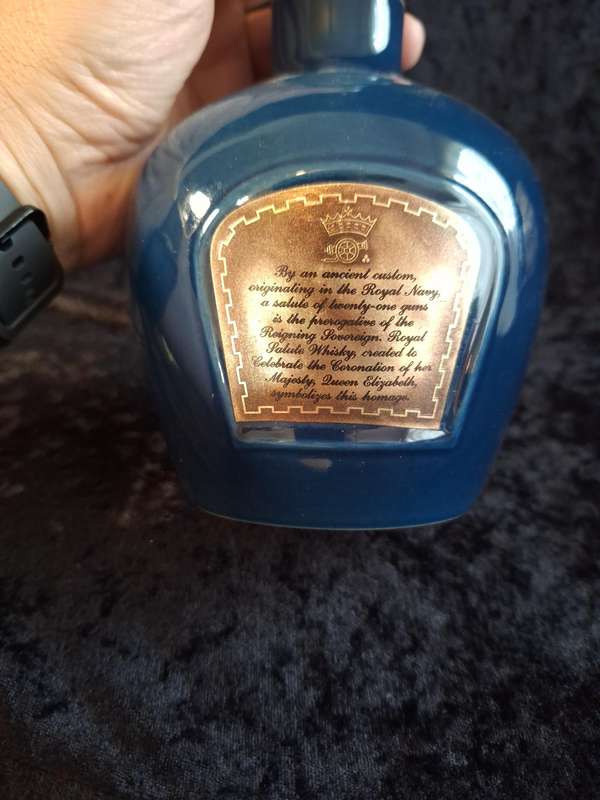 By an ancient custom,
originating in the Royal Navy,
a salute of twenty-one guns
is the prerogative of the
Reigning Sovereign. Royal
Salute Whisky, created to
Celebrate the Coronation of her
Majesty, Queen Elizabeth,
symbolizes this homage.